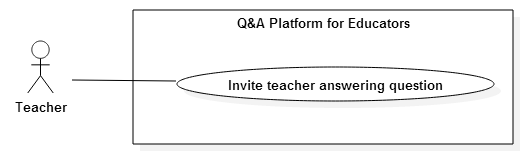 Q&A Platform for Educators
Invite teacher answering question
Teacher